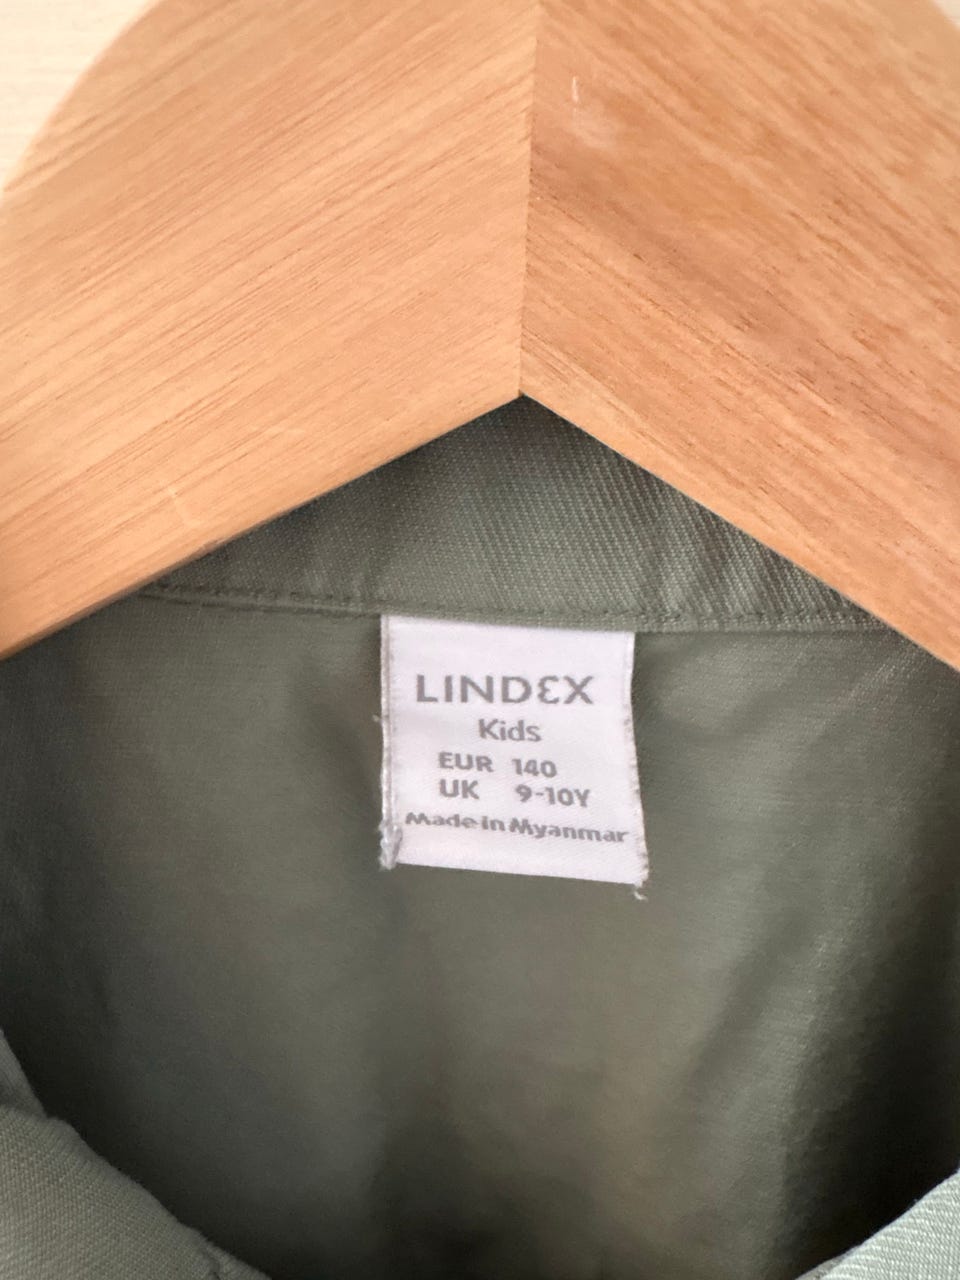 LINDEX
Kids
EUR 140
UK 9-10Y
Made in Myanmar